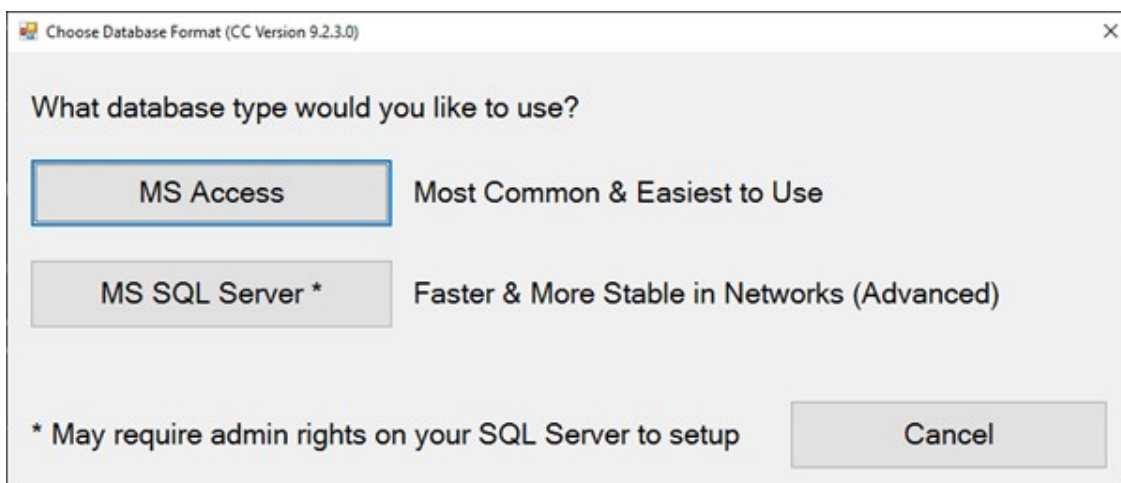 Choose Database Format (CC Version 9.2.3.0)
What database type would you like to use?
MS Access
Most Common & Easiest to Use
MS SQL Server *
Faster & More Stable in Networks (Advanced)
* May require admin rights on your SQL Server to setup
Cancel